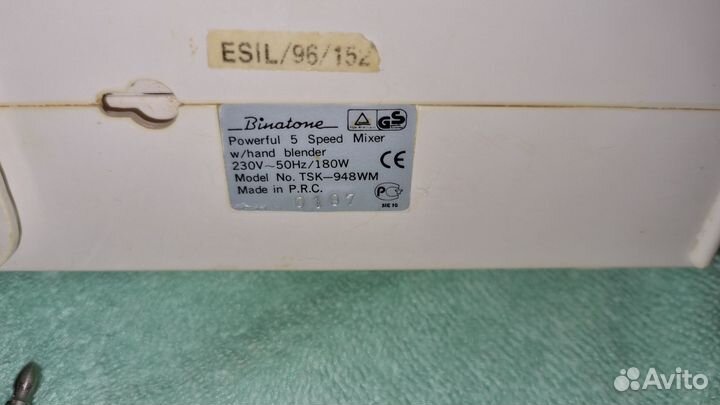 ESIL/96/152
Binatone
GS
Powerful 5 Speed Mixer
w/hand blender
230V~50Hz/180W
Model No. TSK-948WM
Made in P.R.C.
CE
0107
Avito